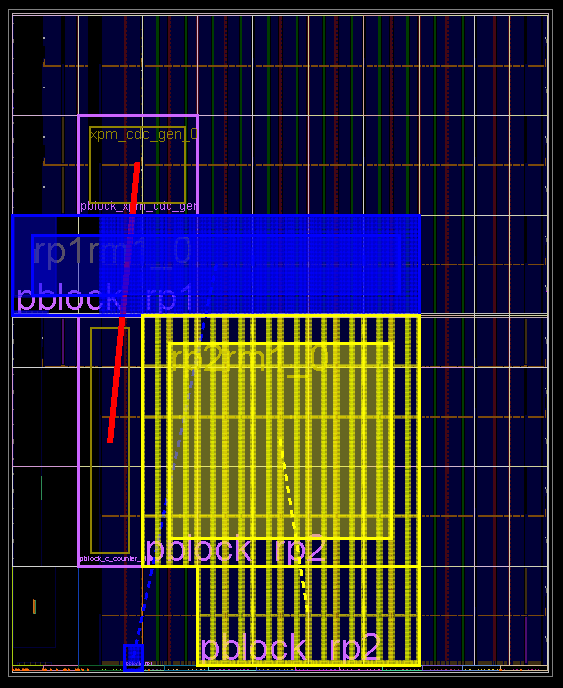 xpm_cdc_gen_0
pblock_xpm_cdc_gen
rp1rm1_0
pblock_rp1
rp2rm1_0
pblock_rp2
pblock_c_counter_
pblock_rp2